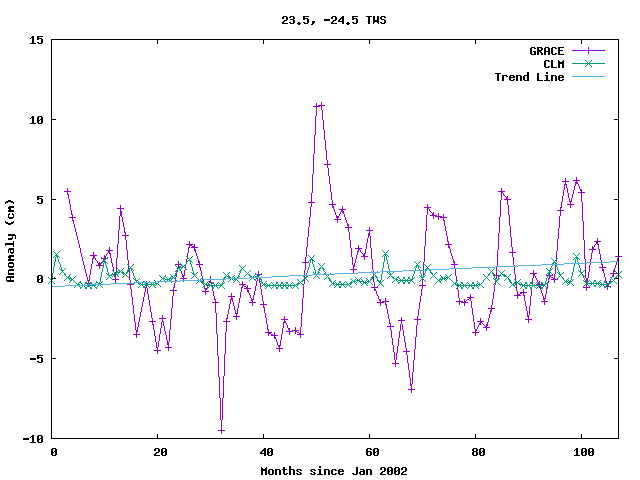 23.5, -24.5 TWS
GRACE
CLM
Trend Line
15
10
5
0
-5
-10
Anomaly (cm)
0 20 40 60 80 100
Months since Jan 2002